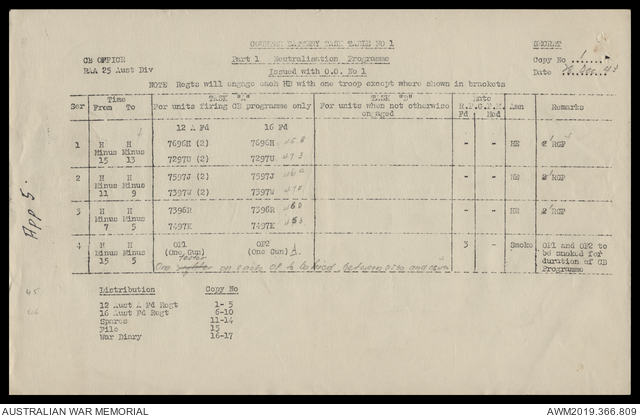 COUNTER BATTERY TASK TABLE NO 1
SECRET
CB OFFICE
Part 1 Neutralisation Programme
Copy No 1
RAA 25 Aust Div
Issued with O.O. No 1
Date
NOTE Regts will engage each HB with one troop except where shown in brackets
Ser
Time
From To
TASK "A"
For units firing CB programme only
For units when not otherwise engaged
Rate
R.P.G.P.M.
Fd Med
Amn
Remarks
12 A Fd 16 Fd
1 H Minus 15 H Minus 13 7696H (2) 7696H - - HE RGP
7297U (2) 7297U
2 H Minus 11 H Minus 9 7597J (2) 7597J - - HE RGP
7397W (2) 7397W
3 H Minus 7 H Minus 5 7396R 7396R - - HE RGP
7497K 7497K
4 H Minus 15 H Minus 5 OP1 (One Gun) OP2 (One Gun) 3 - Smoke OP1 and OP2 to be smoked for duration of CB Programme
App 5.
Distribution Copy No
12 Aust A Fd Regt 1- 5
16 Aust Fd Regt 6-10
Spares 11-14
File 15
War Diary 16-17
AUSTRALIAN WAR MEMORIAL
AWM2019.366.809